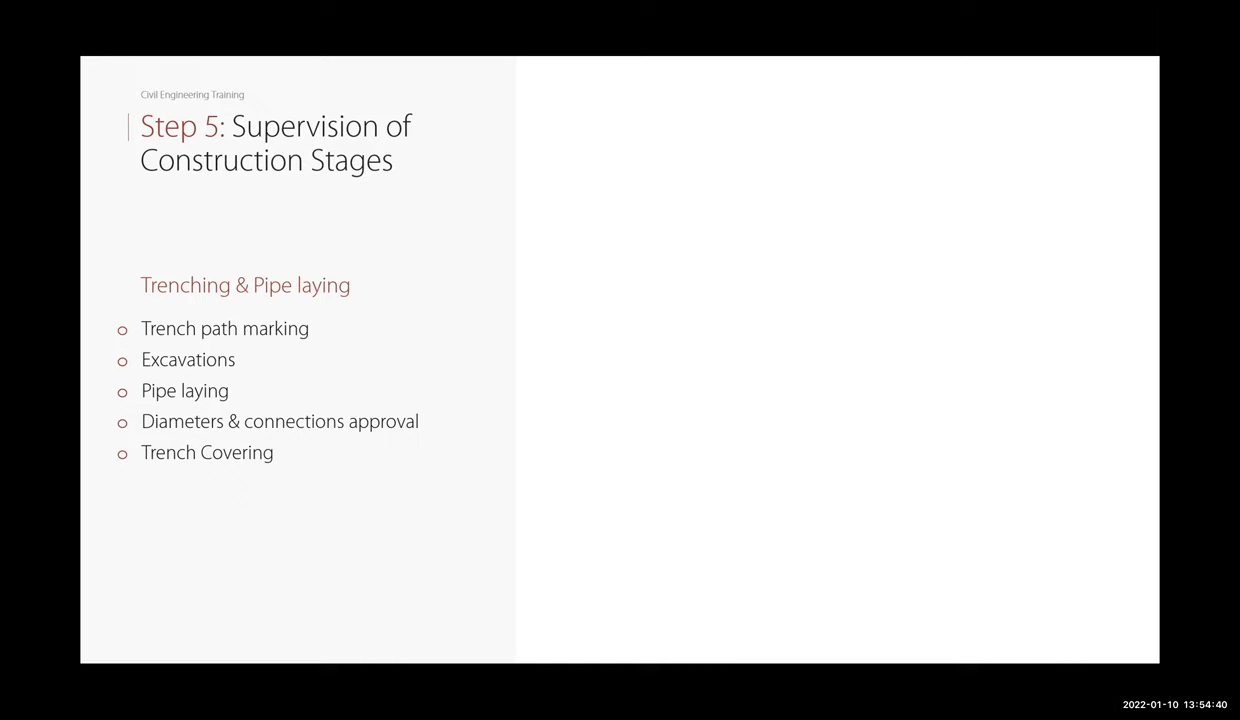 Civil Engineering Training
Step 5: Supervision of
Construction Stages
Trenching & Pipe laying
o Trench path marking
o Excavations
o Pipe laying
o Diameters & connections approval
o Trench Covering
2022-01-10 13:54:40